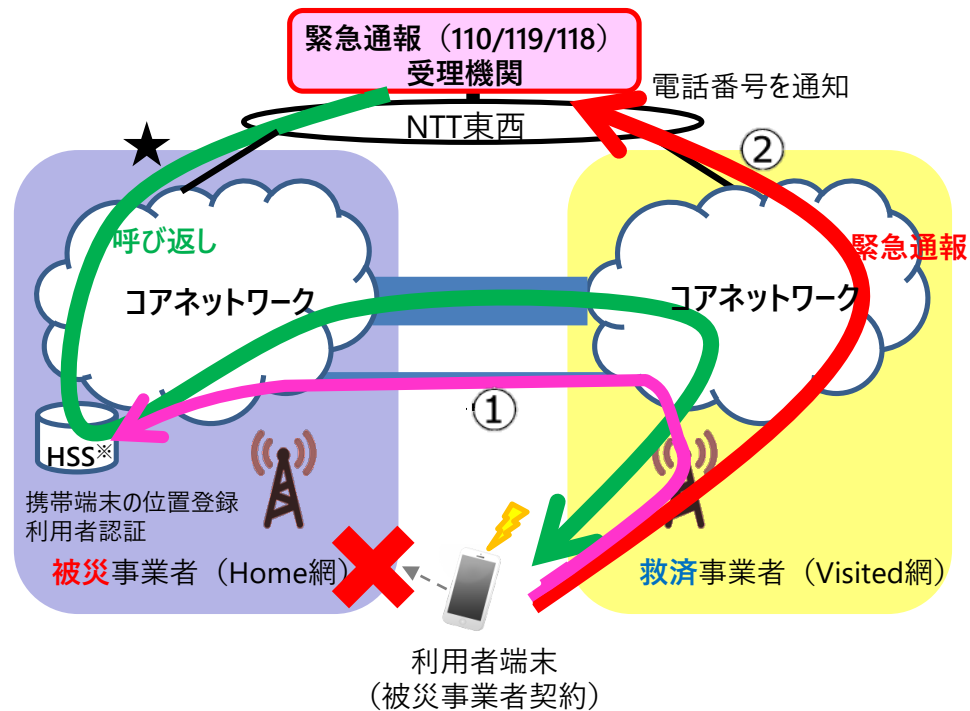 緊急通報（110/119/118）
受理機関
電話番号を通知
NTT東西
★
②
呼び返し
緊急通報
コアネットワーク
コアネットワーク
①
HSS※
携帯端末の位置登録
利用者認証
被災事業者（Home網）
救済事業者（Visited網）
利用者端末
（被災事業者契約）